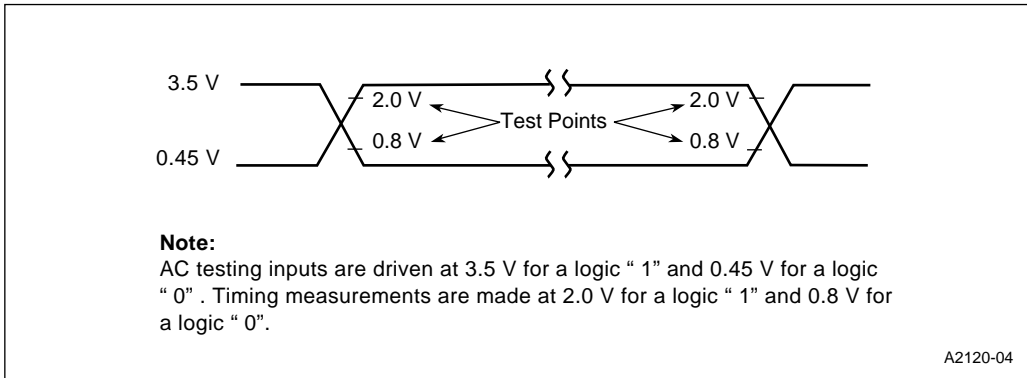 3.5 V
2.0 V
2.0 V
Test Points
0.8 V
0.8 V
0.45 V
Note:
AC testing inputs are driven at 3.5 V for a logic “ 1” and 0.45 V for a logic
“ 0” . Timing measurements are made at 2.0 V for a logic “ 1” and 0.8 V for
a logic “ 0”.
A2120-04